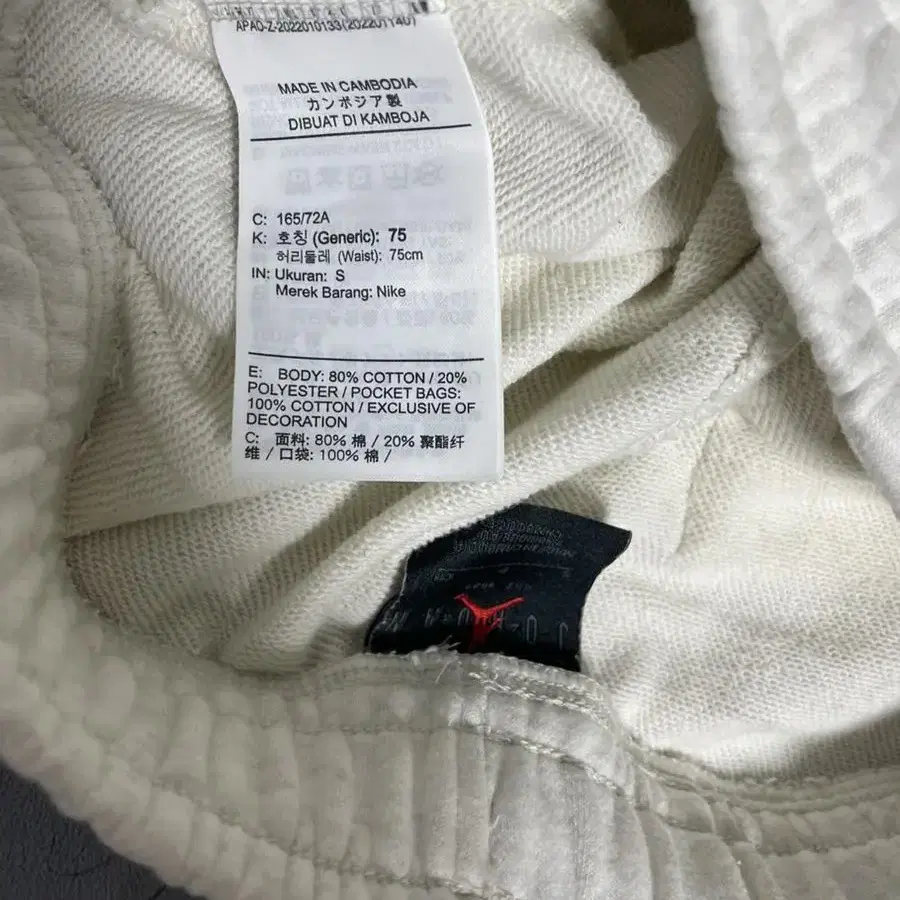 APAO-Z-2022010133(20220114U)
MADE IN CAMBODIA
カンボジア製
DIBUAT DI KAMBOJA
C: 165/72A
K: 호칭 (Generic): 75
허리둘레 (Waist): 75cm
IN: Ukuran: S
Merek Barang: Nike
E: BODY: 80% COTTON / 20%
POLYESTER / POCKET BAGS:
100% COTTON / EXCLUSIVE OF
DECORATION
C: 面料: 80% 棉 / 20% 聚酯纤
维 / 口袋: 100% 棉 /